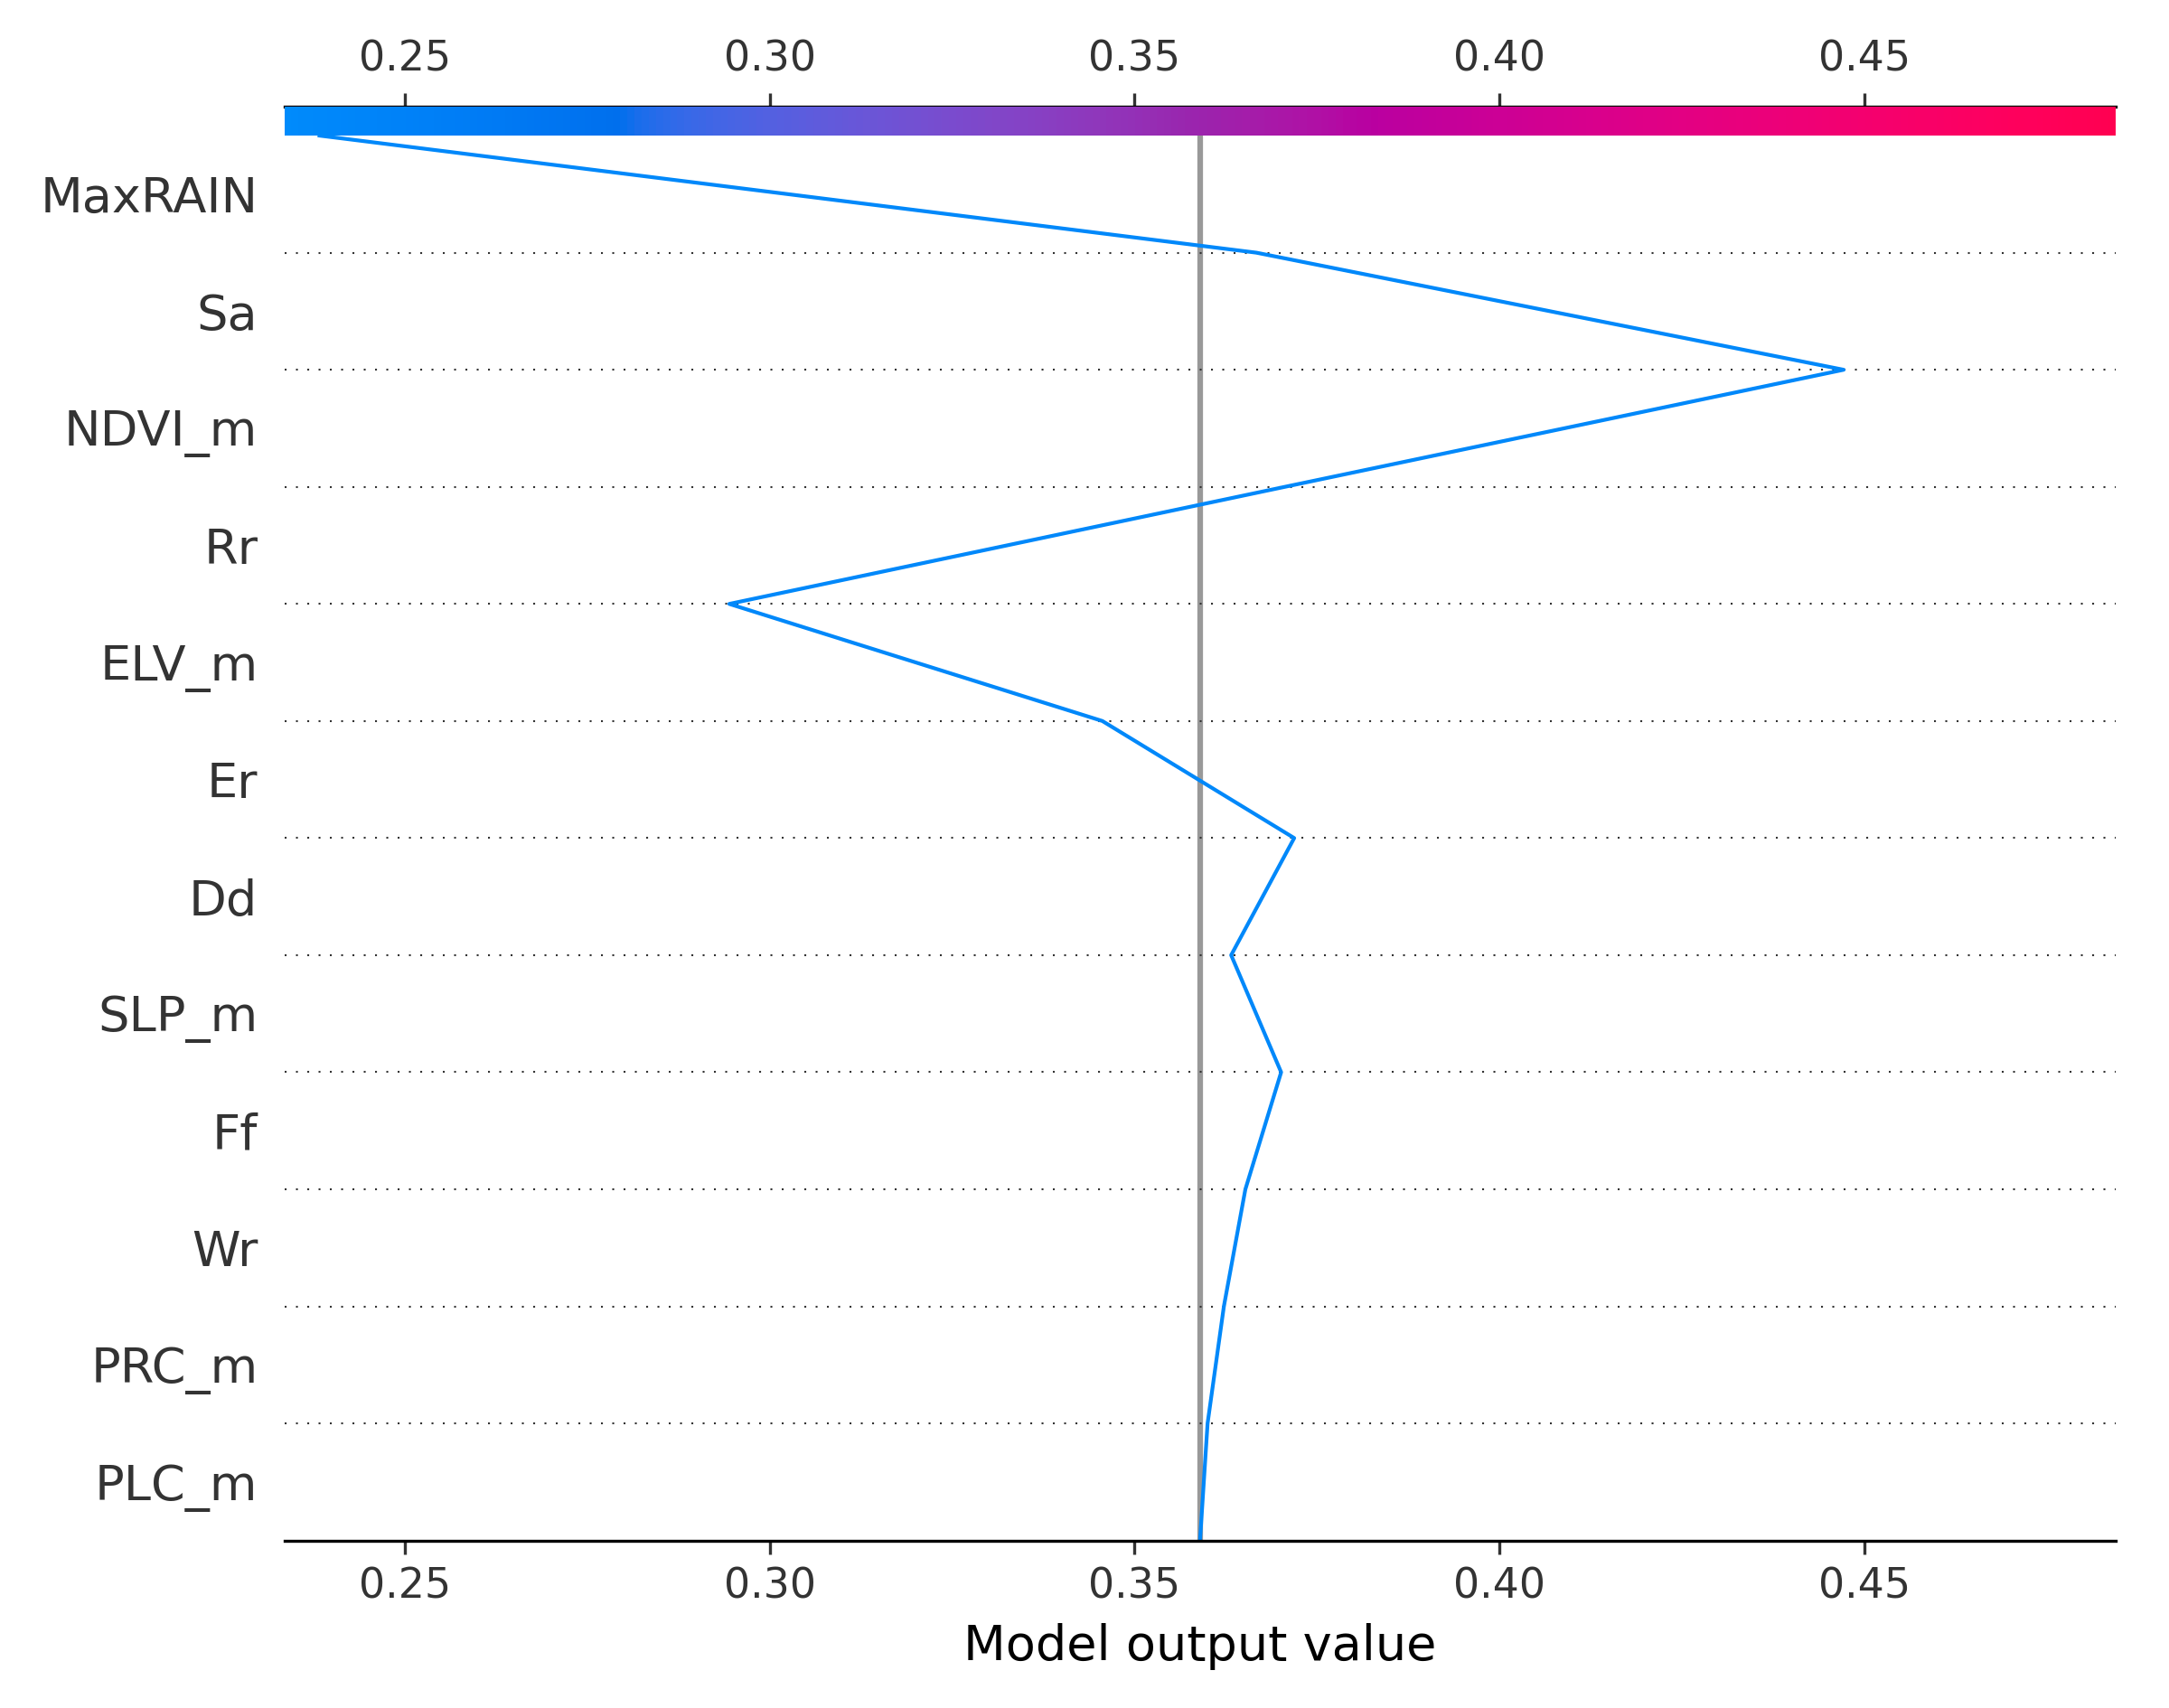 0.25 0.30 0.35 0.40 0.45
MaxRAIN
Sa
NDVI_m
Rr
ELV_m
Er
Dd
SLP_m
Ff
Wr
PRC_m
PLC_m
0.25 0.30 0.35 0.40 0.45
Model output value